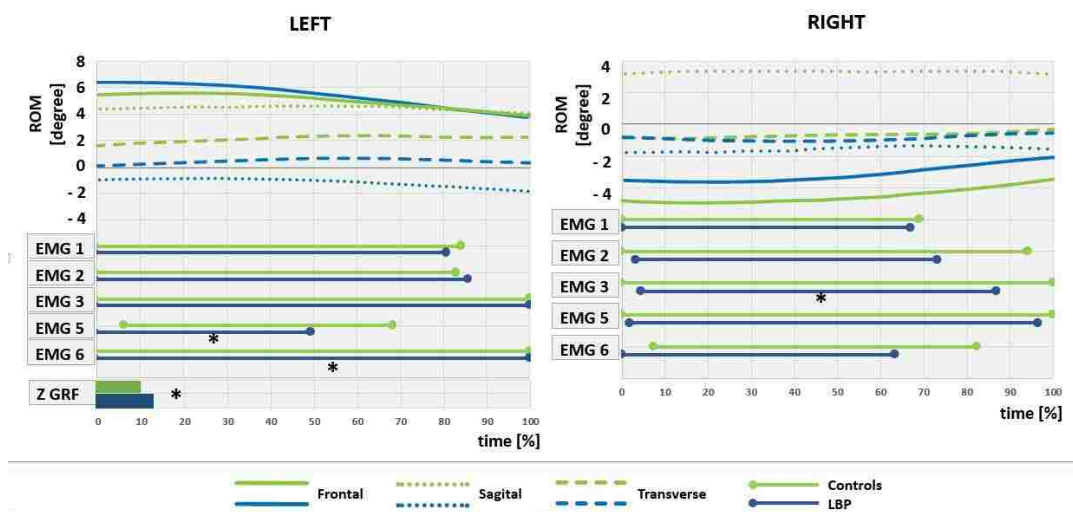 LEFT
RIGHT
ROM
[degree]
8
6
4
2
0
- 2
- 4
EMG 1
EMG 2
EMG 3
EMG 5
*
EMG 6
*
Z GRF
*
0 10 20 30 40 50 60 70 80 90 100
time [%]
ROM
[degree]
4
2
0
- 2
- 4
EMG 1
EMG 2
EMG 3
*
EMG 5
EMG 6
0 10 20 30 40 50 60 70 80 90 100
time [%]
Frontal
Sagital
Transverse
Controls
LBP